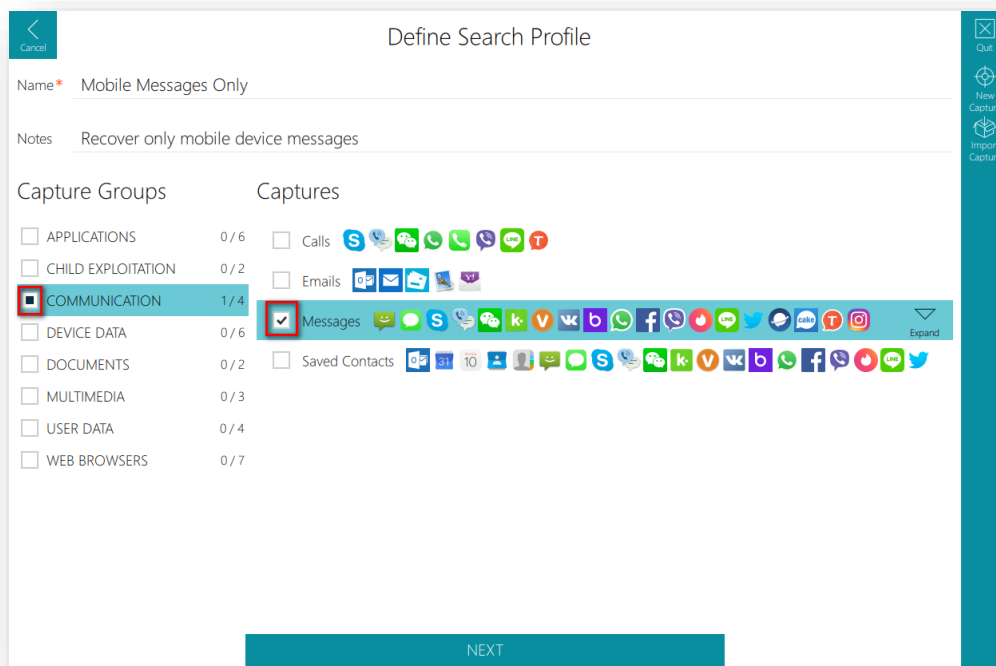 Cancel
Define Search Profile
Quit
Name* Mobile Messages Only
New
Captur
Notes Recover only mobile device messages
Impor
Captur
Capture Groups
Captures
APPLICATIONS 0 / 6
CHILD EXPLOITATION 0 / 2
COMMUNICATION 1 / 4
DEVICE DATA 0 / 6
DOCUMENTS 0 / 2
MULTIMEDIA 0 / 3
USER DATA 0 / 4
WEB BROWSERS 0 / 7
Calls
Emails
Messages
Expand
Saved Contacts
NEXT